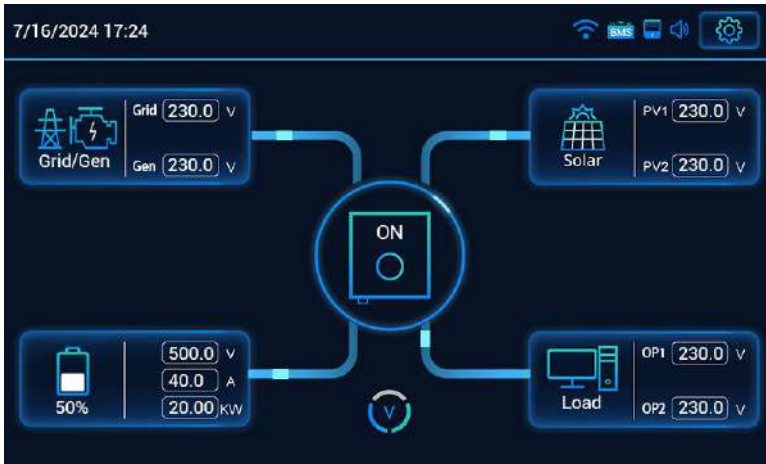 7/16/2024 17:24
BMS
Grid 230.0 V
Gen 230.0 V
Grid/Gen
PV1 230.0 V
PV2 230.0 V
Solar
ON
500.0 V
40.0 A
20.00 KW
50%
V
OP1 230.0 V
OP2 230.0 V
Load